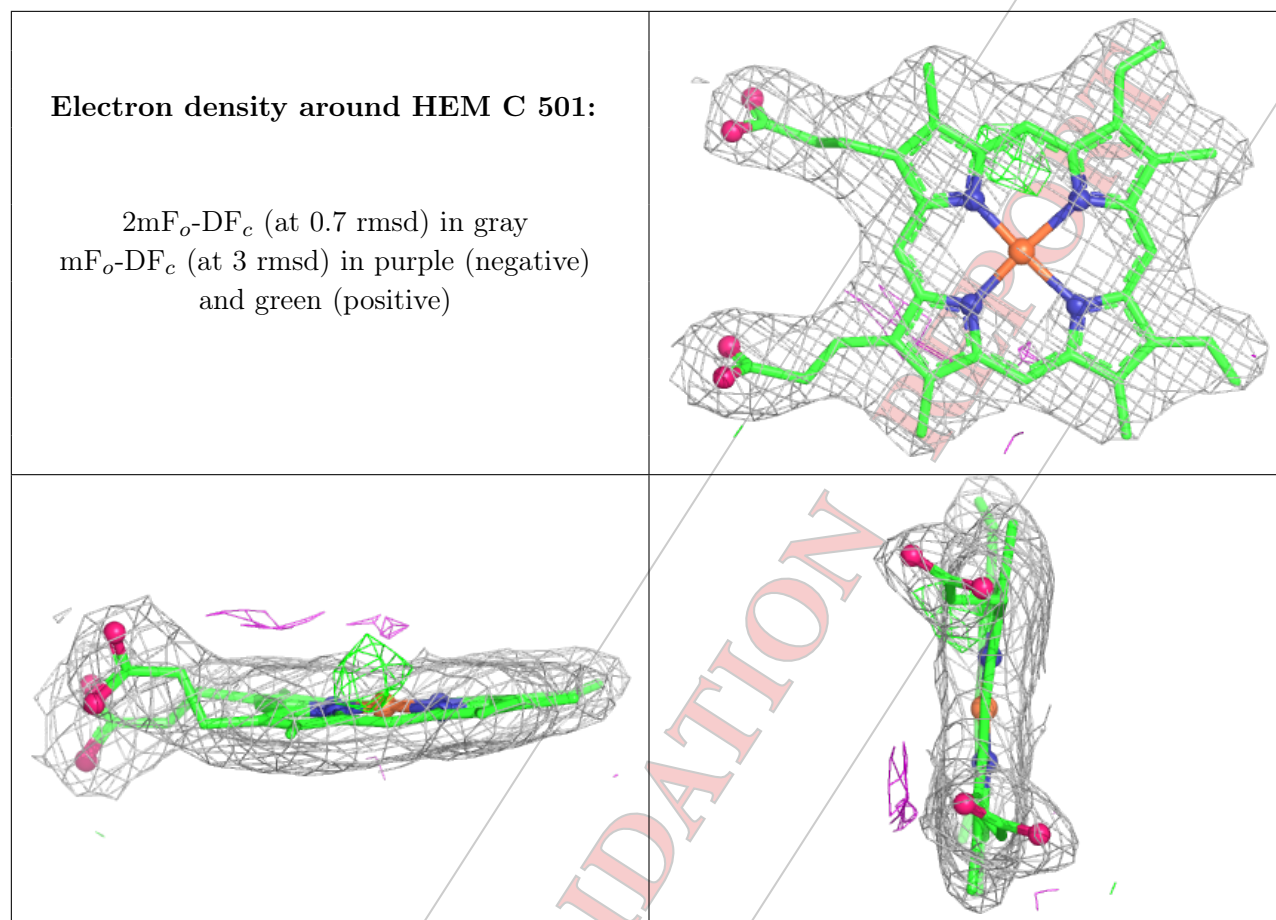 Electron density around HEM C 501:
2mFo-DFc (at 0.7 rmsd) in gray
mFo-DFc (at 3 rmsd) in purple (negative)
and green (positive)